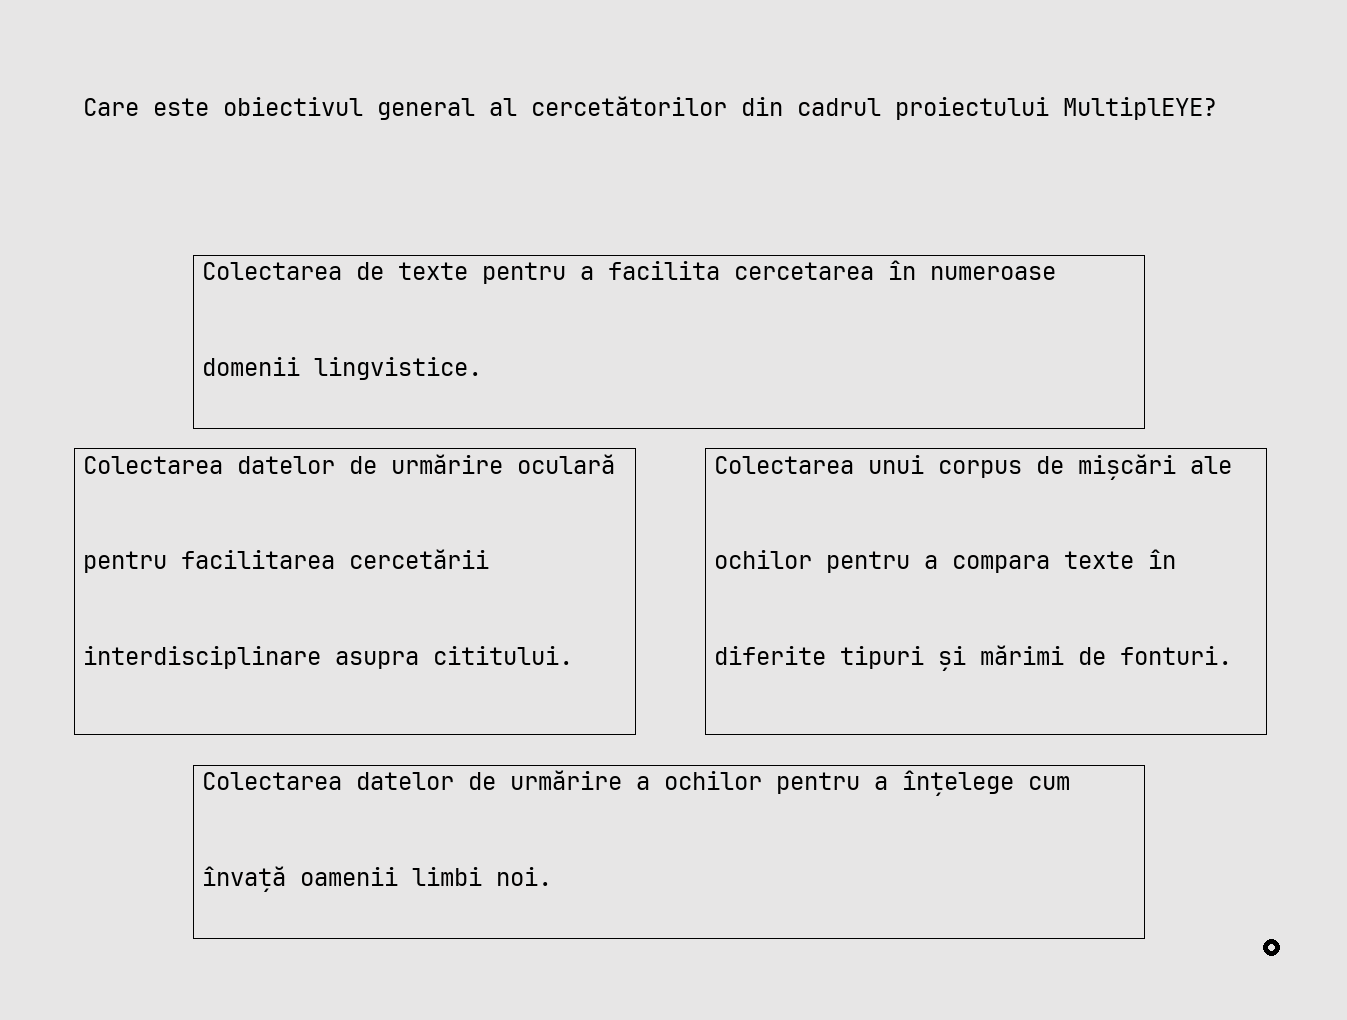 Care este obiectivul general al cercetătorilor din cadrul proiectului MultiplEYE?
Colectarea de texte pentru a facilita cercetarea în numeroase
domenii lingvistice.
Colectarea datelor de urmărire oculară
pentru facilitarea cercetării
interdisciplinare asupra cititului.
Colectarea unui corpus de mișcări ale
ochilor pentru a compara texte în
diferite tipuri și mărimi de fonturi.
Colectarea datelor de urmărire a ochilor pentru a înțelege cum
învață oamenii limbi noi.